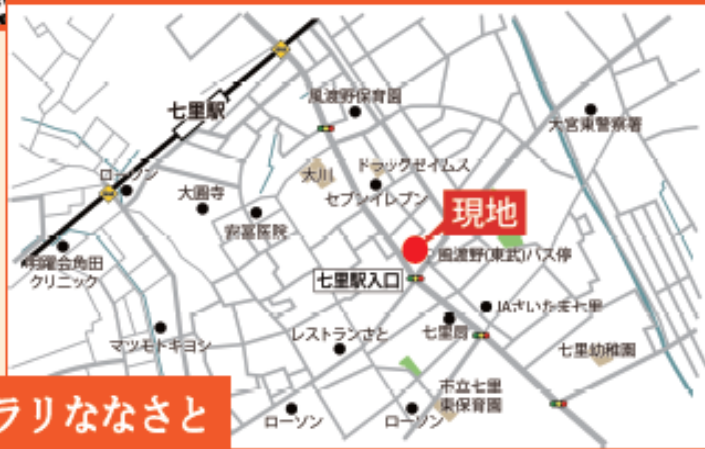 七里駅
風渡野保育園
大宮東警察署
ローソン
大圓寺
大川
ドラッグセイムス
セブンイレブン
安冨医院
現地
風渡野(東武)バス停
明曜会角田
クリニック
七里駅入口
JAさいたま七里
マツモトキヨシ
レストランさと
七里局
七里幼稚園
市立七里
東保育園
ローソン
ローソン
ラリななさと